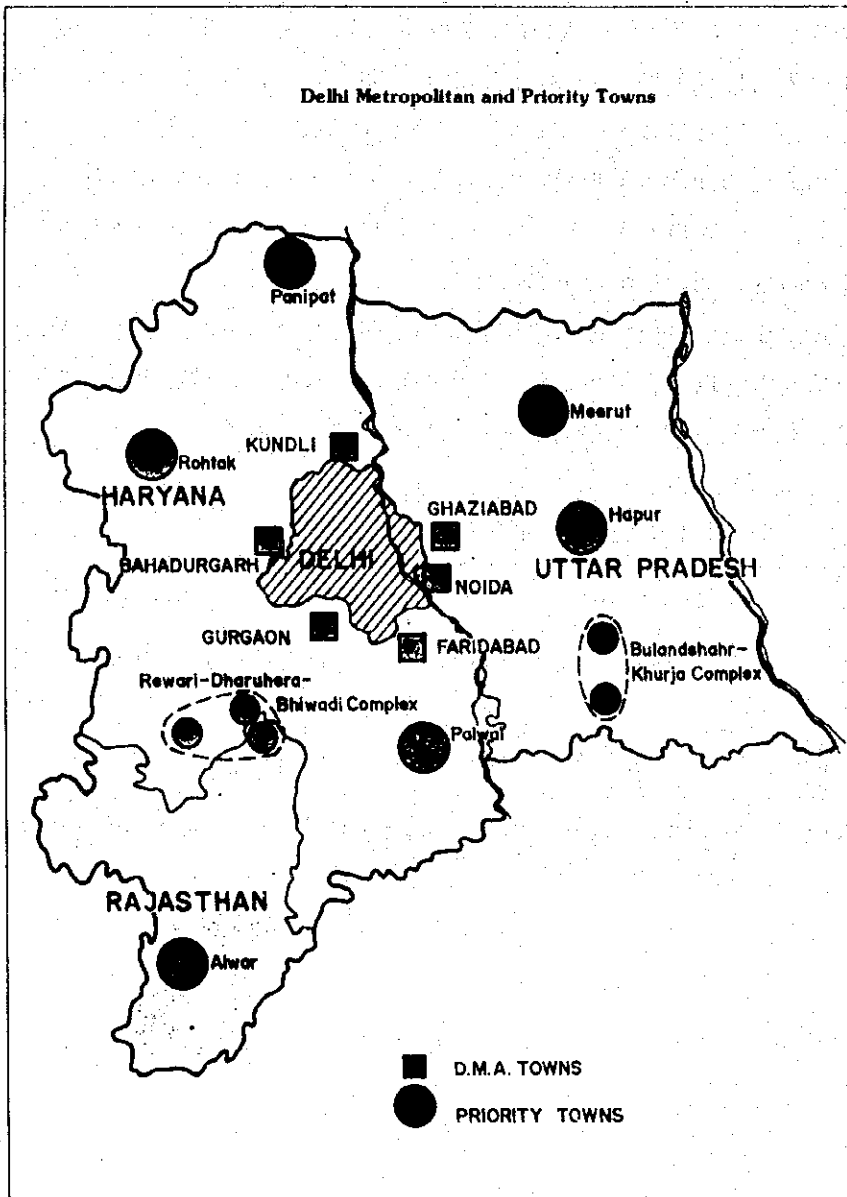 Delhi Metropolitan and Priority Towns
Panipat
Meerut
KUNDLI
Rohtak
HARYANA
GHAZIABAD
Hapur
BAHADURGARH
DELHI
UTTAR PRADESH
NOIDA
GURGAON
FARIDABAD
Bulandshahr-
Khurja Complex
Rewari-Dharuhera-
Bhiwadi Complex
Palwal
RAJASTHAN
Alwar
D.M.A. TOWNS
PRIORITY TOWNS